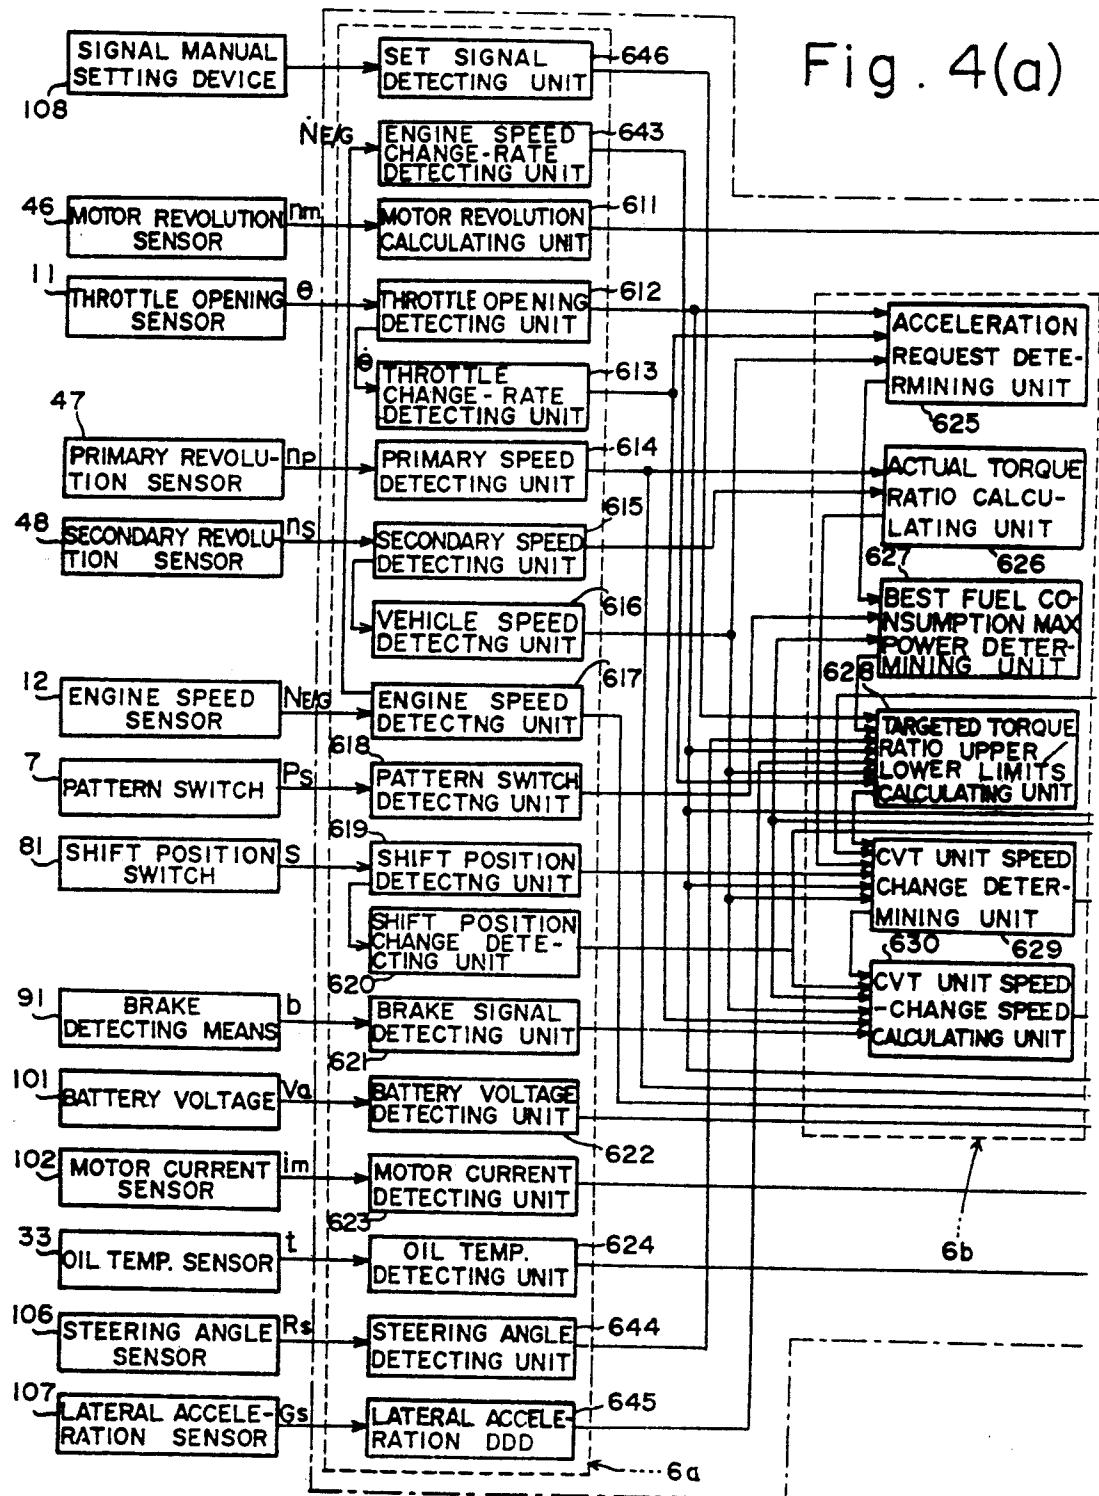 Fig. 4(a)
SIGNAL MANUAL
SETTING DEVICE
108
SET SIGNAL
DETECTING UNIT
646
ṄE/G
ENGINE SPEED
CHANGE-RATE
DETECTING UNIT
643
46
MOTOR REVOLUTION
SENSOR
nm
MOTOR REVOLUTION
CALCULATING UNIT
611
11
THROTTLE OPENING
SENSOR
θ
THROTTLE OPENING
DETECTING UNIT
612
θ̇
THROTTLE
CHANGE-RATE
DETECTING UNIT
613
47
PRIMARY REVOLU-
TION SENSOR
nP
PRIMARY SPEED
DETECTING UNIT
614
48
SECONDARY REVOLU-
TION SENSOR
nS
SECONDARY SPEED
DETECTING UNIT
615
VEHICLE SPEED
DETECTNG UNIT
616
12
ENGINE SPEED
SENSOR
NE/G
ENGINE SPEED
DETECTNG UNIT
617
7
PATTERN SWITCH
PS
618
PATTERN SWITCH
DETECTNG UNIT
81
SHIFT POSITION
SWITCH
S
619
SHIFT POSITION
DETECTNG UNIT
SHIFT POSITION
CHANGE DETE-
CTING UNIT
620
91
BRAKE
DETECTING MEANS
b
BRAKE SIGNAL
DETECTING UNIT
621
101
BATTERY VOLTAGE
Va
BATTERY VOLTAGE
DETECTING UNIT
622
102
MOTOR CURRENT
SENSOR
im
MOTOR CURRENT
DETECTING UNIT
623
33
OIL TEMP. SENSOR
t
OIL TEMP.
DETECTING UNIT
624
106
STEERING ANGLE
SENSOR
Rs
STEERING ANGLE
DETECTING UNIT
644
107
LATERAL ACCELE-
RATION SENSOR
Gs
LATERAL ACCELE-
RATION DDD
645
6a
ACCELERATION
REQUEST DETE-
RMINING UNIT
625
ACTUAL TORQUE
RATIO CALCU-
LATING UNIT
626
627
BEST FUEL CO-
NSUMPTION MAX
POWER DETER-
MINING UNIT
628
TARGETED TORQUE
RATIO UPPER/
LOWER LIMITS
CALCULATING UNIT
CVT UNIT SPEED
CHANGE DETER-
MINING UNIT
629
630
CVT UNIT SPEED
-CHANGE SPEED
CALCULATING UNIT
6b